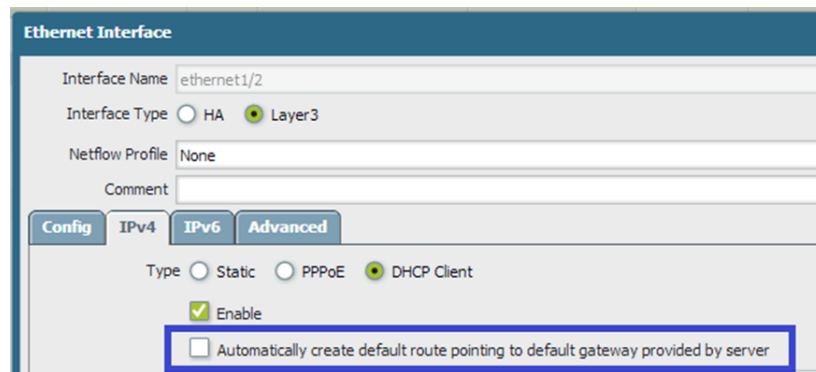 Ethernet Interface
Interface Name ethernet1/2
Interface Type HA Layer3
Netflow Profile None
Comment
Config IPv4 IPv6 Advanced
Type Static PPPoE DHCP Client
Enable
Automatically create default route pointing to default gateway provided by server